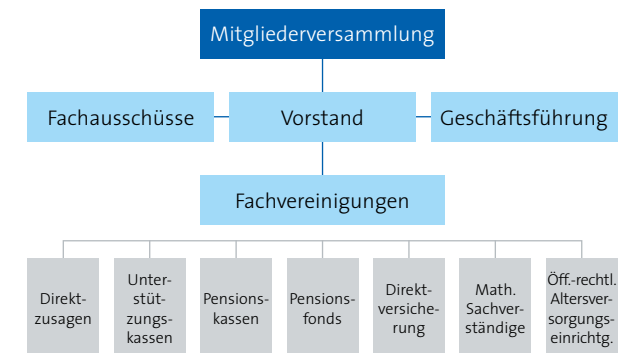 Mitgliederversammlung
Fachausschüsse
Vorstand
Geschäftsführung
Fachvereinigungen
Direkt-
zusagen
Unter-
stüt-
zungs-
kassen
Pensions-
kassen
Pensions-
fonds
Direkt-
versiche-
rung
Math.
Sachver-
ständige
Öff.-rechtl.
Altersver-
sorgungs-
einrichtg.